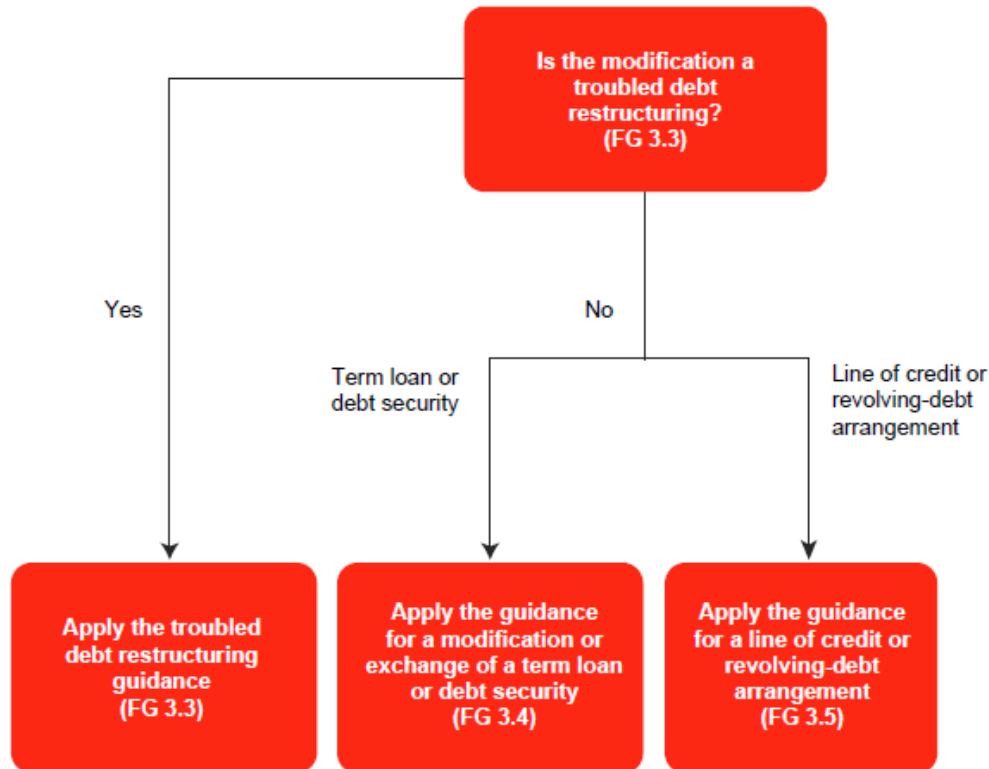 Is the modification a
troubled debt
restructuring?
(FG 3.3)
Yes
No
Term loan or
debt security
Line of credit or
revolving-debt
arrangement
Apply the troubled
debt restructuring
guidance
(FG 3.3)
Apply the guidance
for a modification or
exchange of a term loan
or debt security
(FG 3.4)
Apply the guidance
for a line of credit or
revolving-debt
arrangement
(FG 3.5)